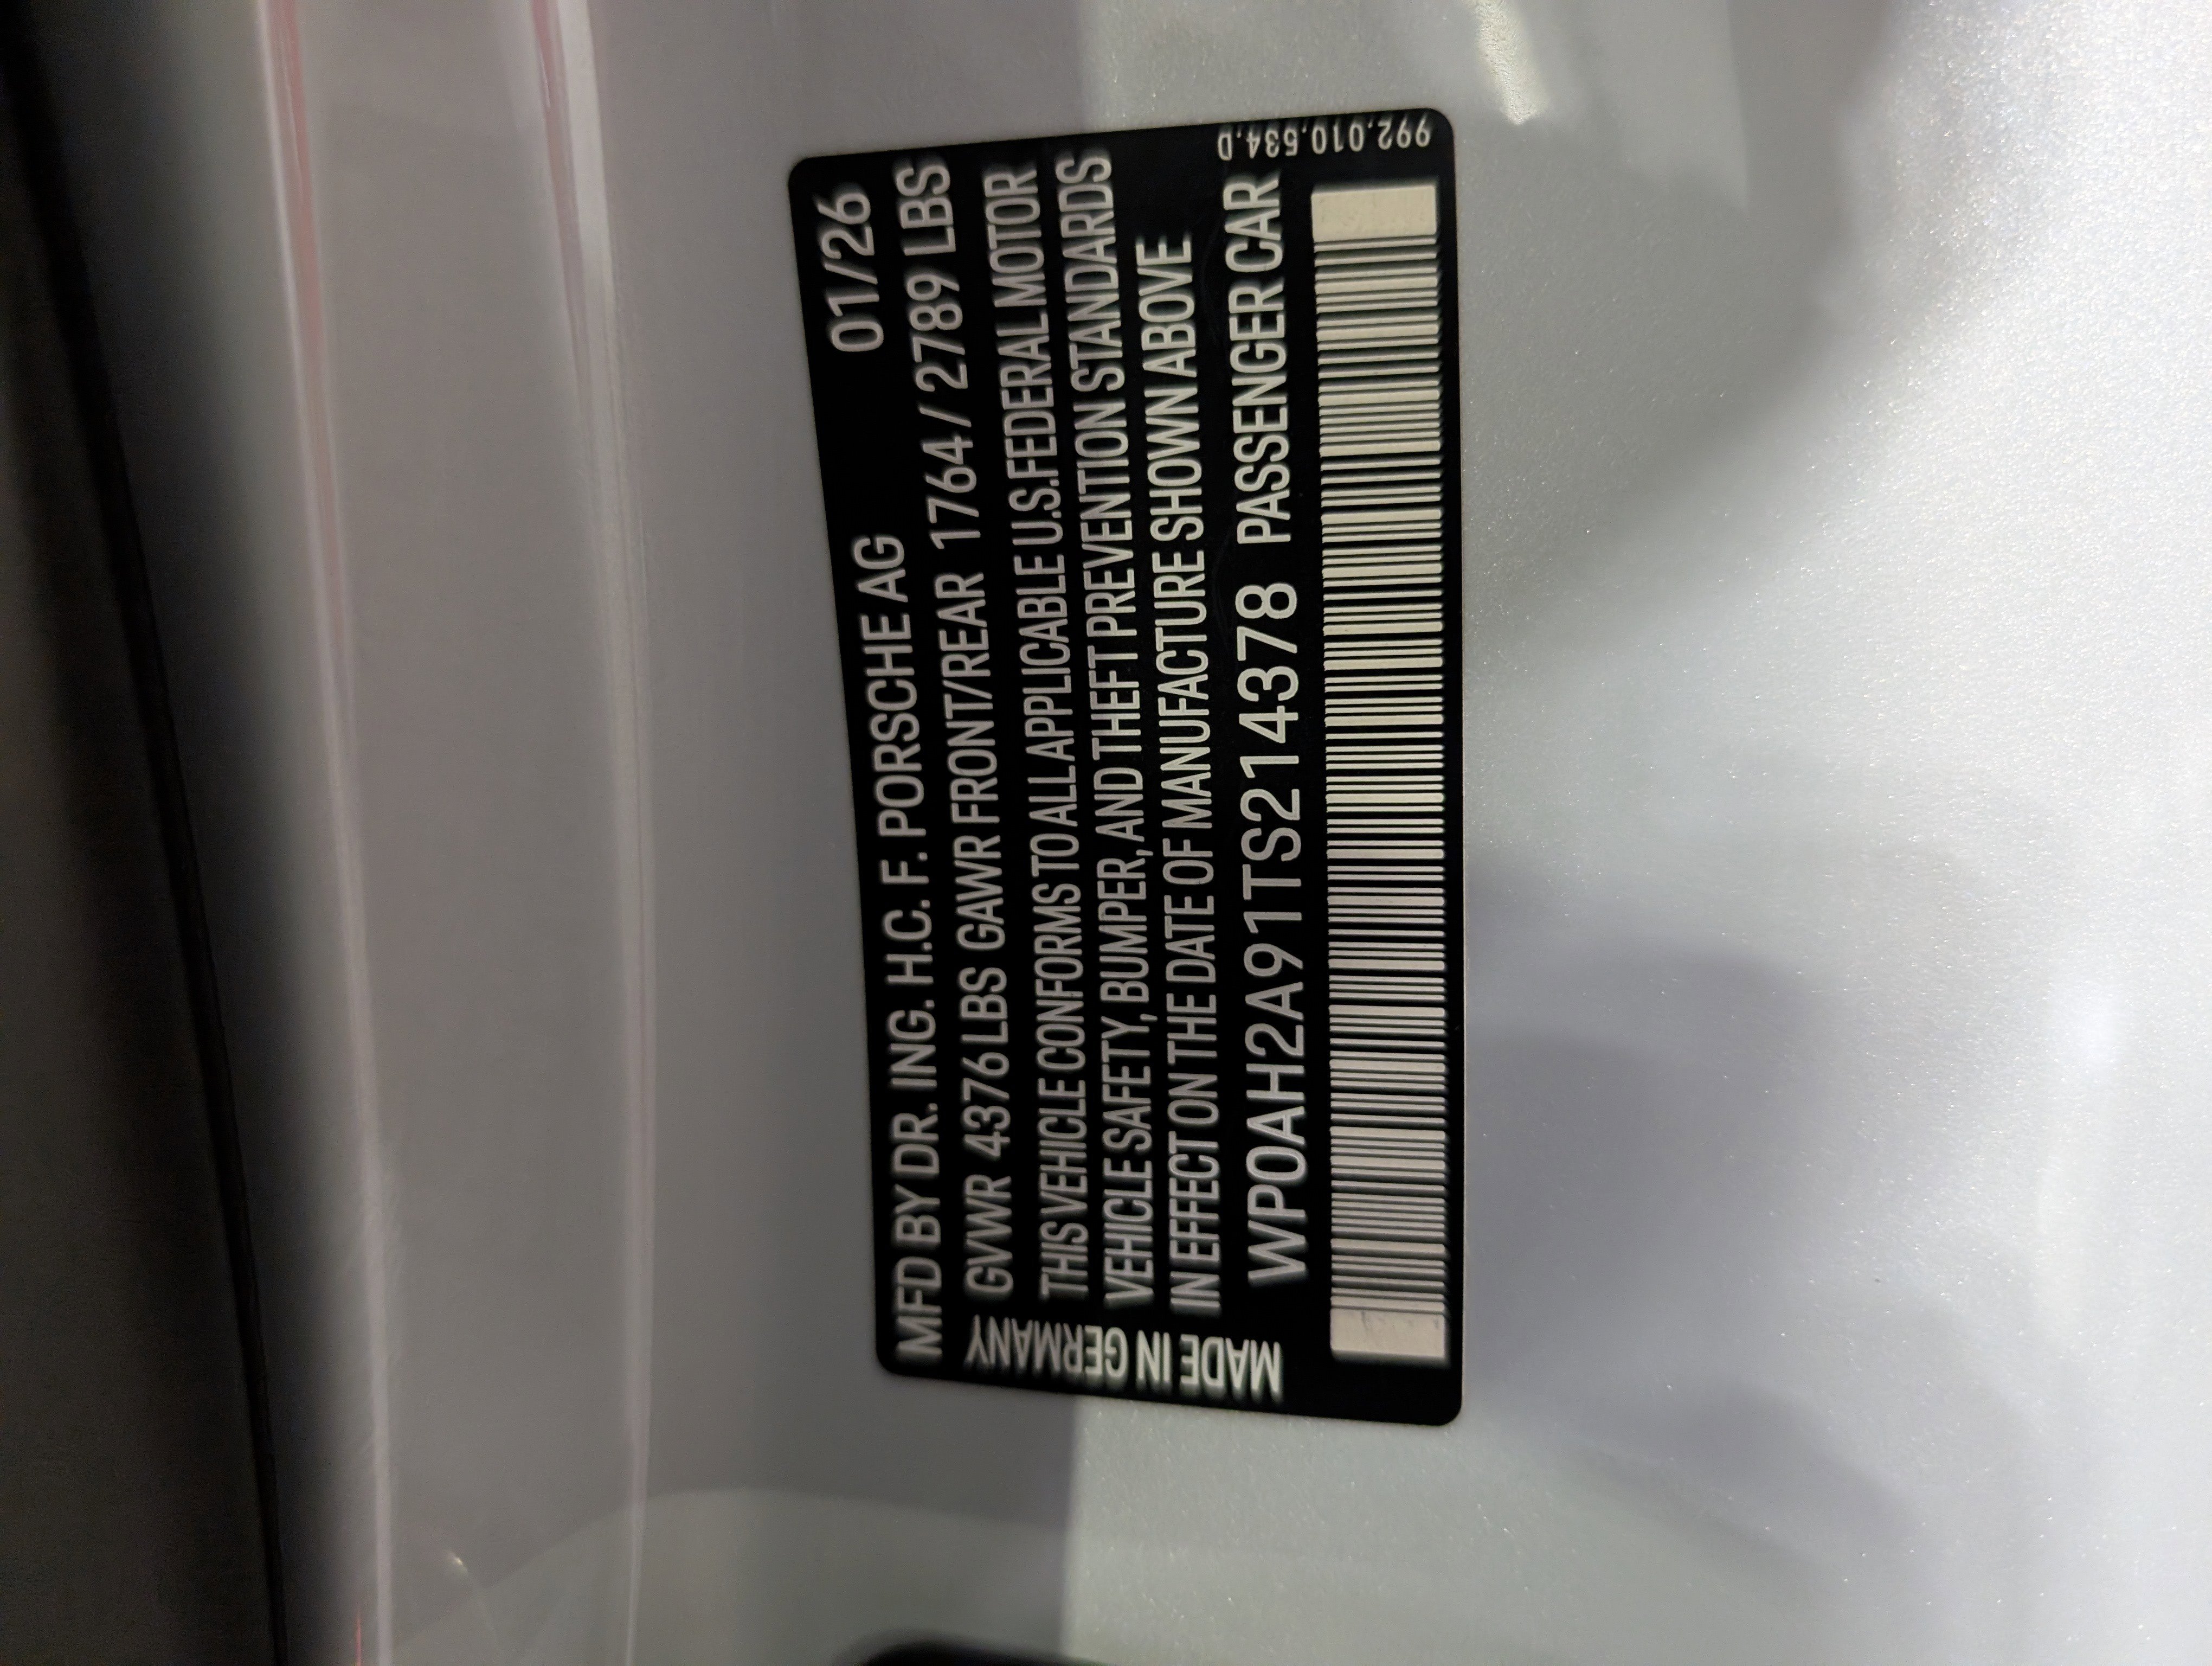 MFD BY DR. ING. H.C. F. PORSCHE AG 01/26
GVWR 4376 LBS GAWR FRONT/REAR 1764/2789 LBS
THIS VEHICLE CONFORMS TO ALL APPLICABLE U.S. FEDERAL MOTOR
VEHICLE SAFETY, BUMPER, AND THEFT PREVENTION STANDARDS
IN EFFECT ON THE DATE OF MANUFACTURE SHOWN ABOVE
WP0AH2A91TS214378 PASSENGER CAR
MADE IN GERMANY
992.010.534.D